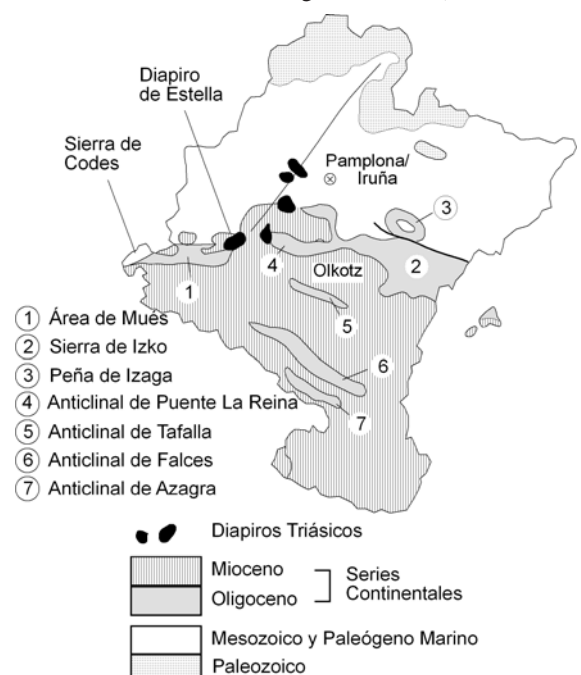 Diapiro
de Estella
Sierra de
Codes
Pamplona/
Iruña
3
Olkotz
4
2
1
5
6
7
1 Área de Mués
2 Sierra de Izko
3 Peña de Izaga
4 Anticlinal de Puente La Reina
5 Anticlinal de Tafalla
6 Anticlinal de Falces
7 Anticlinal de Azagra
Diapiros Triásicos
Mioceno
Oligoceno
Series
Continentales
Mesozoico y Paleógeno Marino
Paleozoico